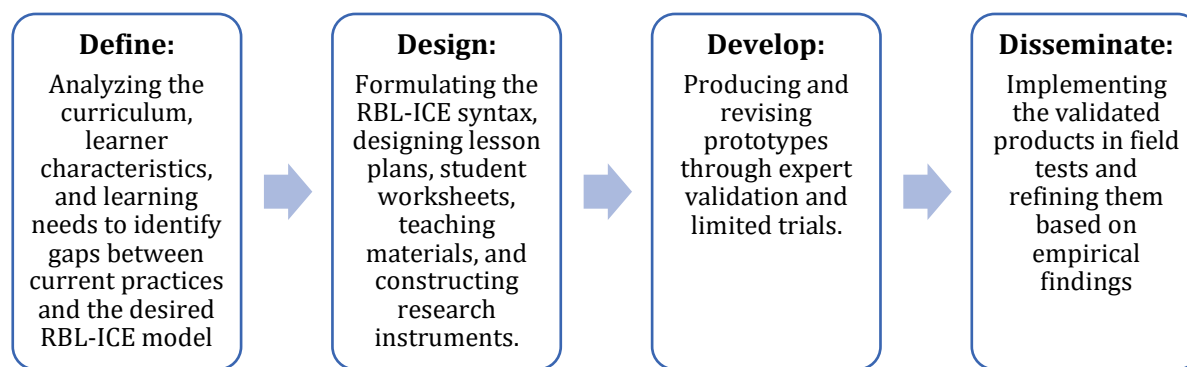 Define:
Analyzing the
curriculum,
learner
characteristics,
and learning
needs to identify
gaps between
current practices
and the desired
RBL-ICE model
Design:
Formulating the
RBL-ICE syntax,
designing lesson
plans, student
worksheets,
teaching
materials, and
constructing
research
instruments.
Develop:
Producing and
revising
prototypes
through expert
validation and
limited trials.
Disseminate:
Implementing
the validated
products in field
tests and
refining them
based on
empirical
findings